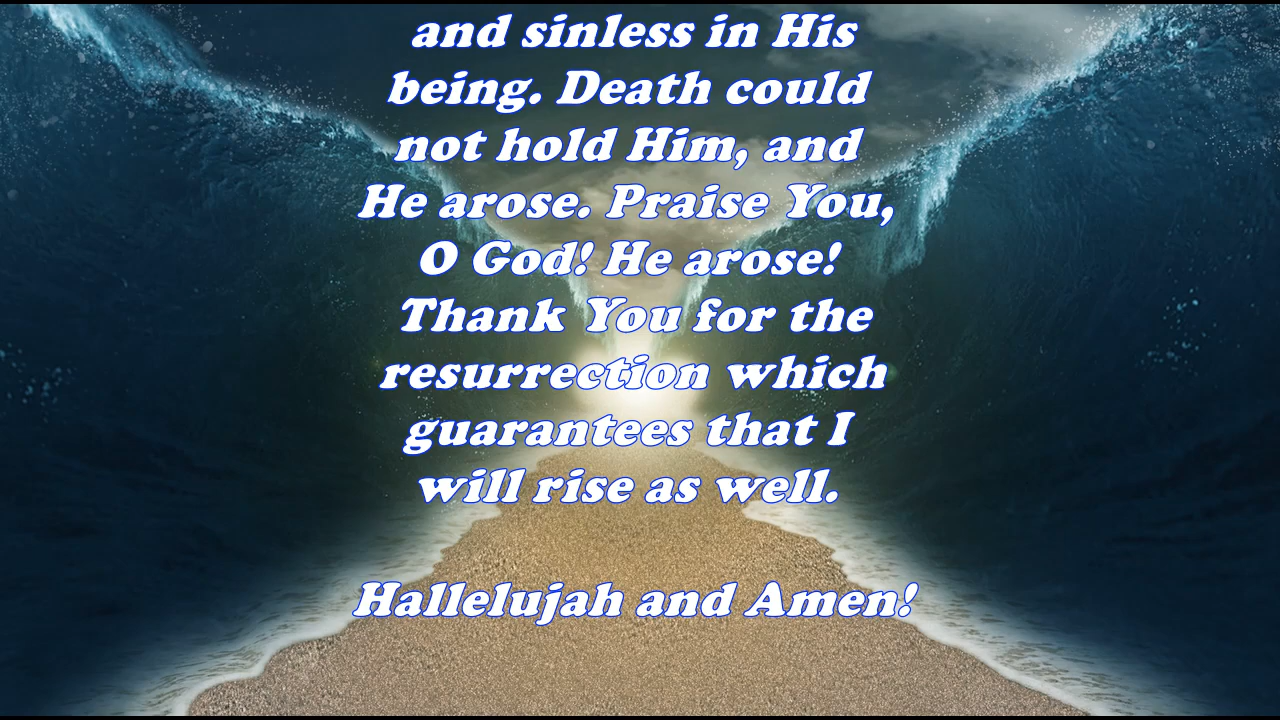 and sinless in His
being. Death could
not hold Him, and
He arose. Praise You,
O God! He arose!
Thank You for the
resurrection which
guarantees that I
will rise as well.
Hallelujah and Amen!